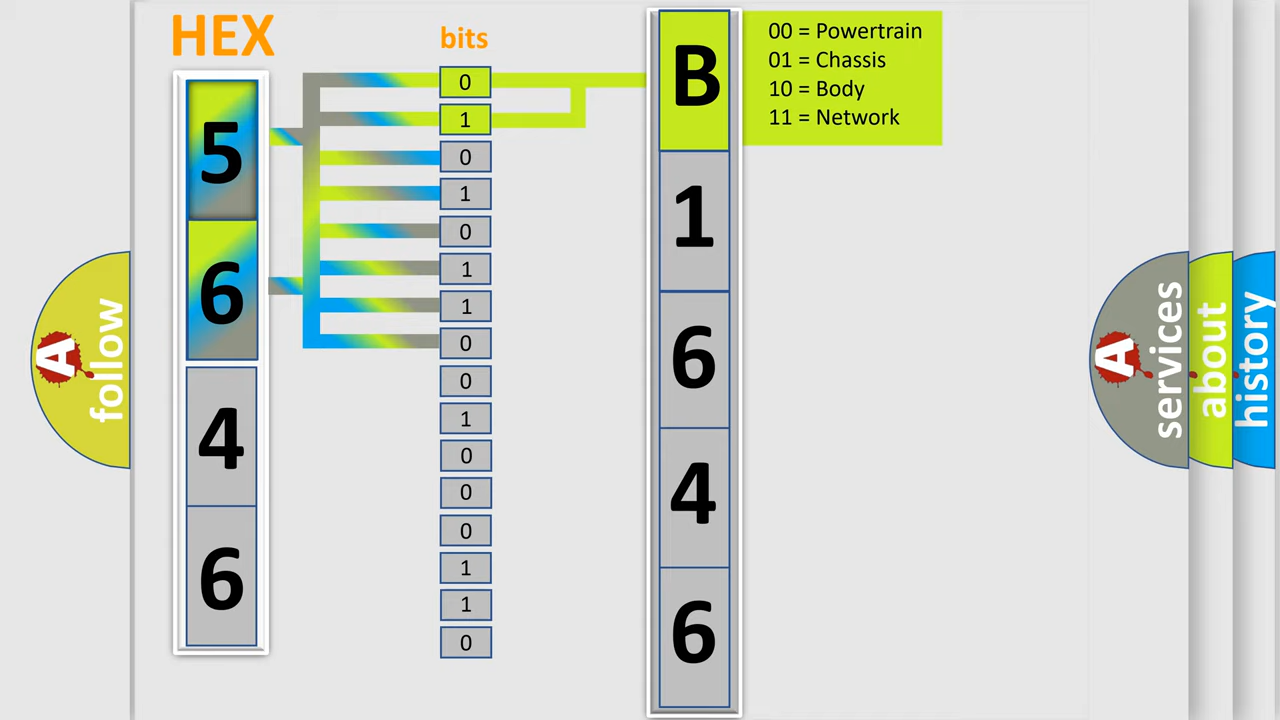 HEX
bits
5
6
4
6
0
1
0
1
0
1
1
0
0
1
0
0
0
1
1
0
B
1
6
4
6
00 = Powertrain
01 = Chassis
10 = Body
11 = Network
A
follow
A
services
about
history